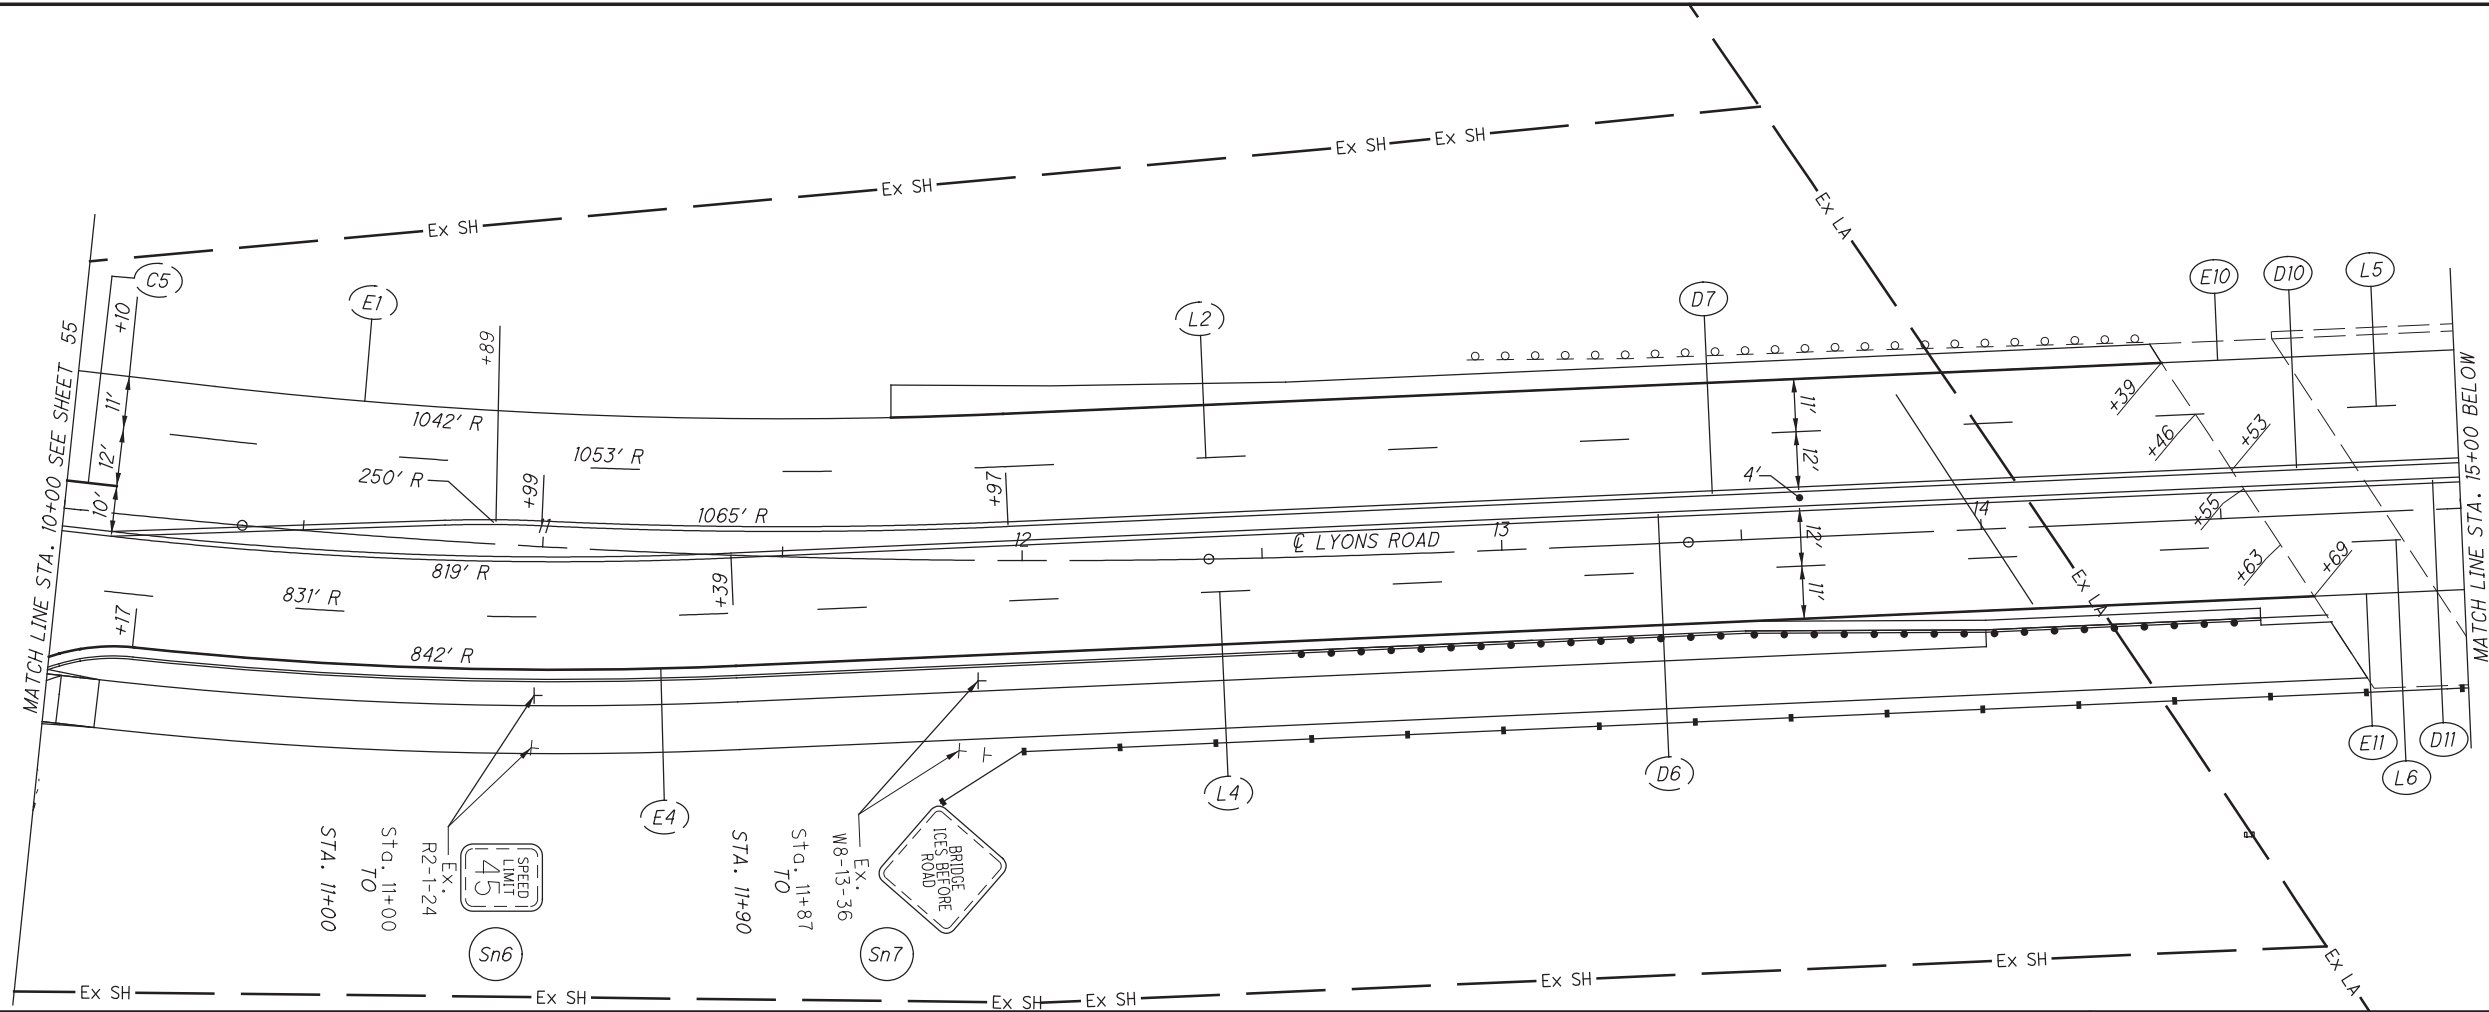 Ex SH Ex SH
Ex SH
Ex SH
Ex LA
C5
E1
L2
D7
E10
D10
L5
+10
+89
11'
12'
10'
1042' R
1053' R
250' R
+99
+97
1065' R
11'
12'
4'
+39
+46
+53
+55
+63
+69
11
12
13
14
℄ LYONS ROAD
12'
11'
819' R
831' R
+17
+39
842' R
Ex LA
MATCH LINE STA. 10+00 SEE SHEET 55
MATCH LINE STA. 15+00 BELOW
E4
L4
D6
E11
D11
L6
SPEED
LIMIT
45
Ex.
R2-1-24
Sta. 11+00
TO
STA. 11+00
Sn6
BRIDGE
ICES BEFORE
ROAD
Ex.
W8-13-36
Sta. 11+87
TO
STA. 11+90
Sn7
Ex SH
Ex SH
Ex SH
Ex SH
Ex SH
Ex SH
Ex LA